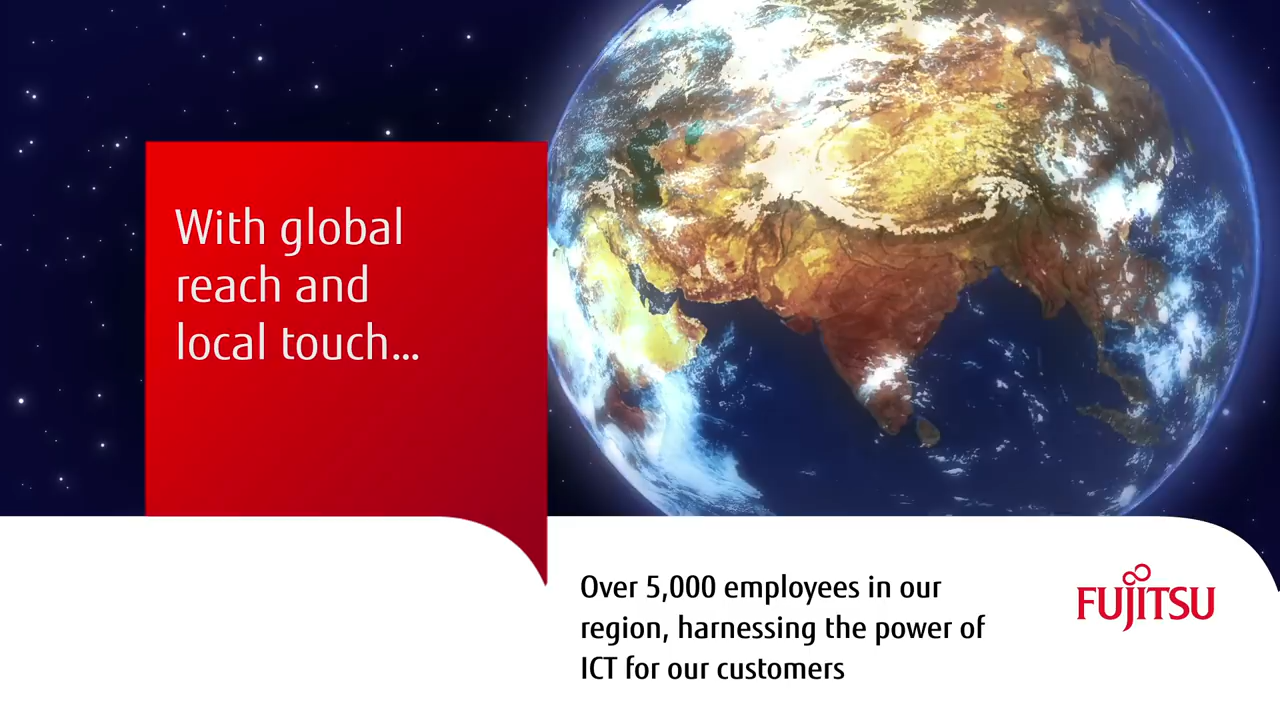 With global
reach and
local touch...
Over 5,000 employees in our
region, harnessing the power of
ICT for our customers
FUJITSU